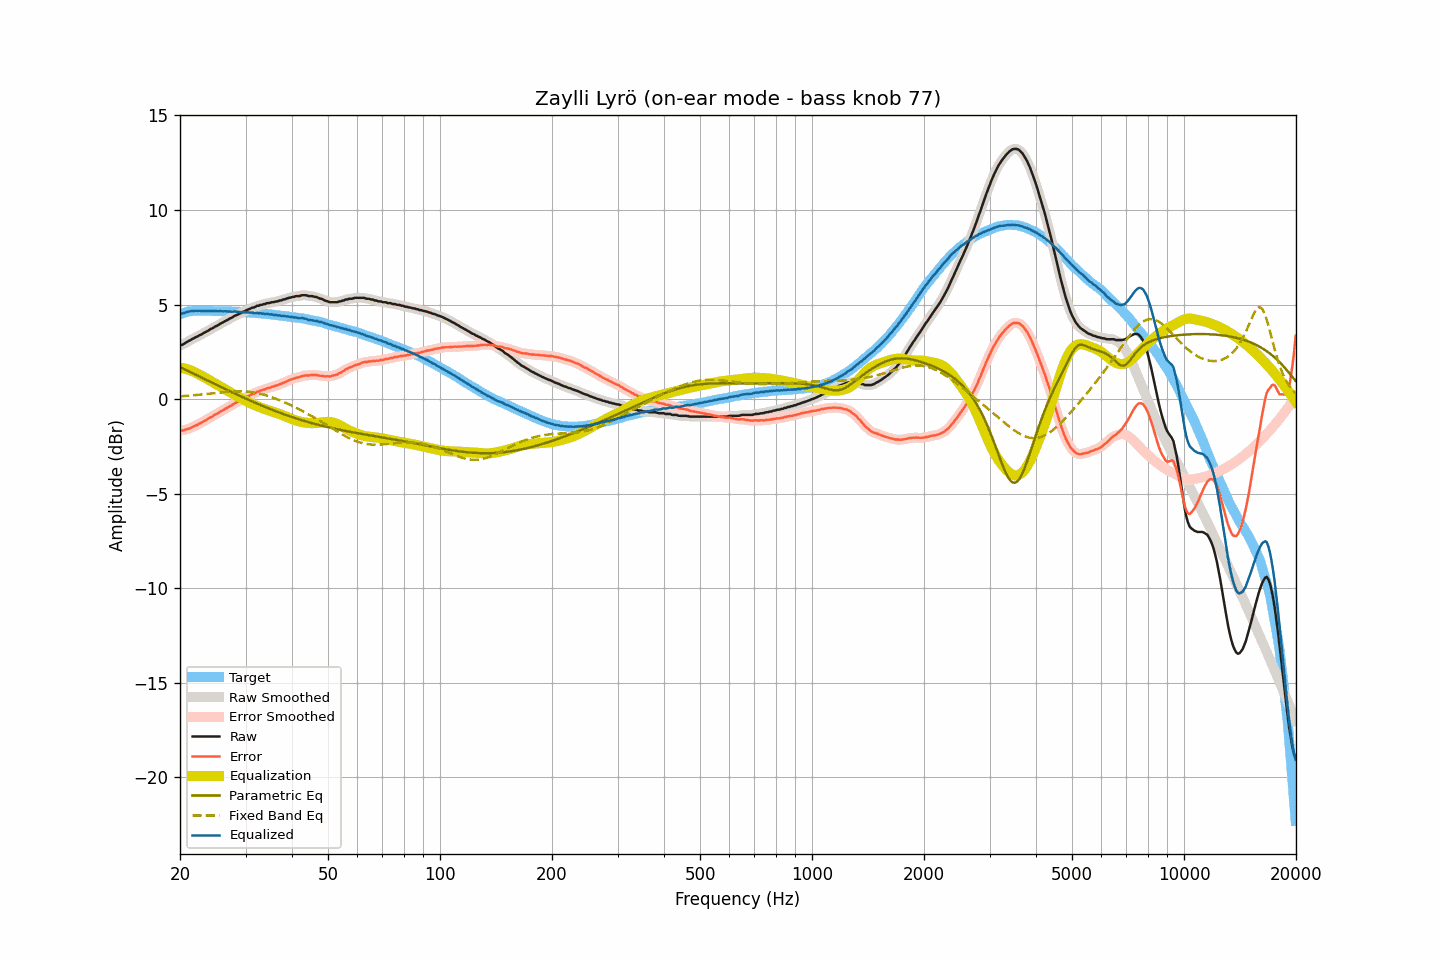 Zaylli Lyrö (on-ear mode - bass knob 77)
15
10
5
0
−5
−10
−15
−20
Amplitude (dBr)
Target
Raw Smoothed
Error Smoothed
Raw
Error
Equalization
Parametric Eq
Fixed Band Eq
Equalized
20 50 100 200 500 1000 2000 5000 10000 20000
Frequency (Hz)